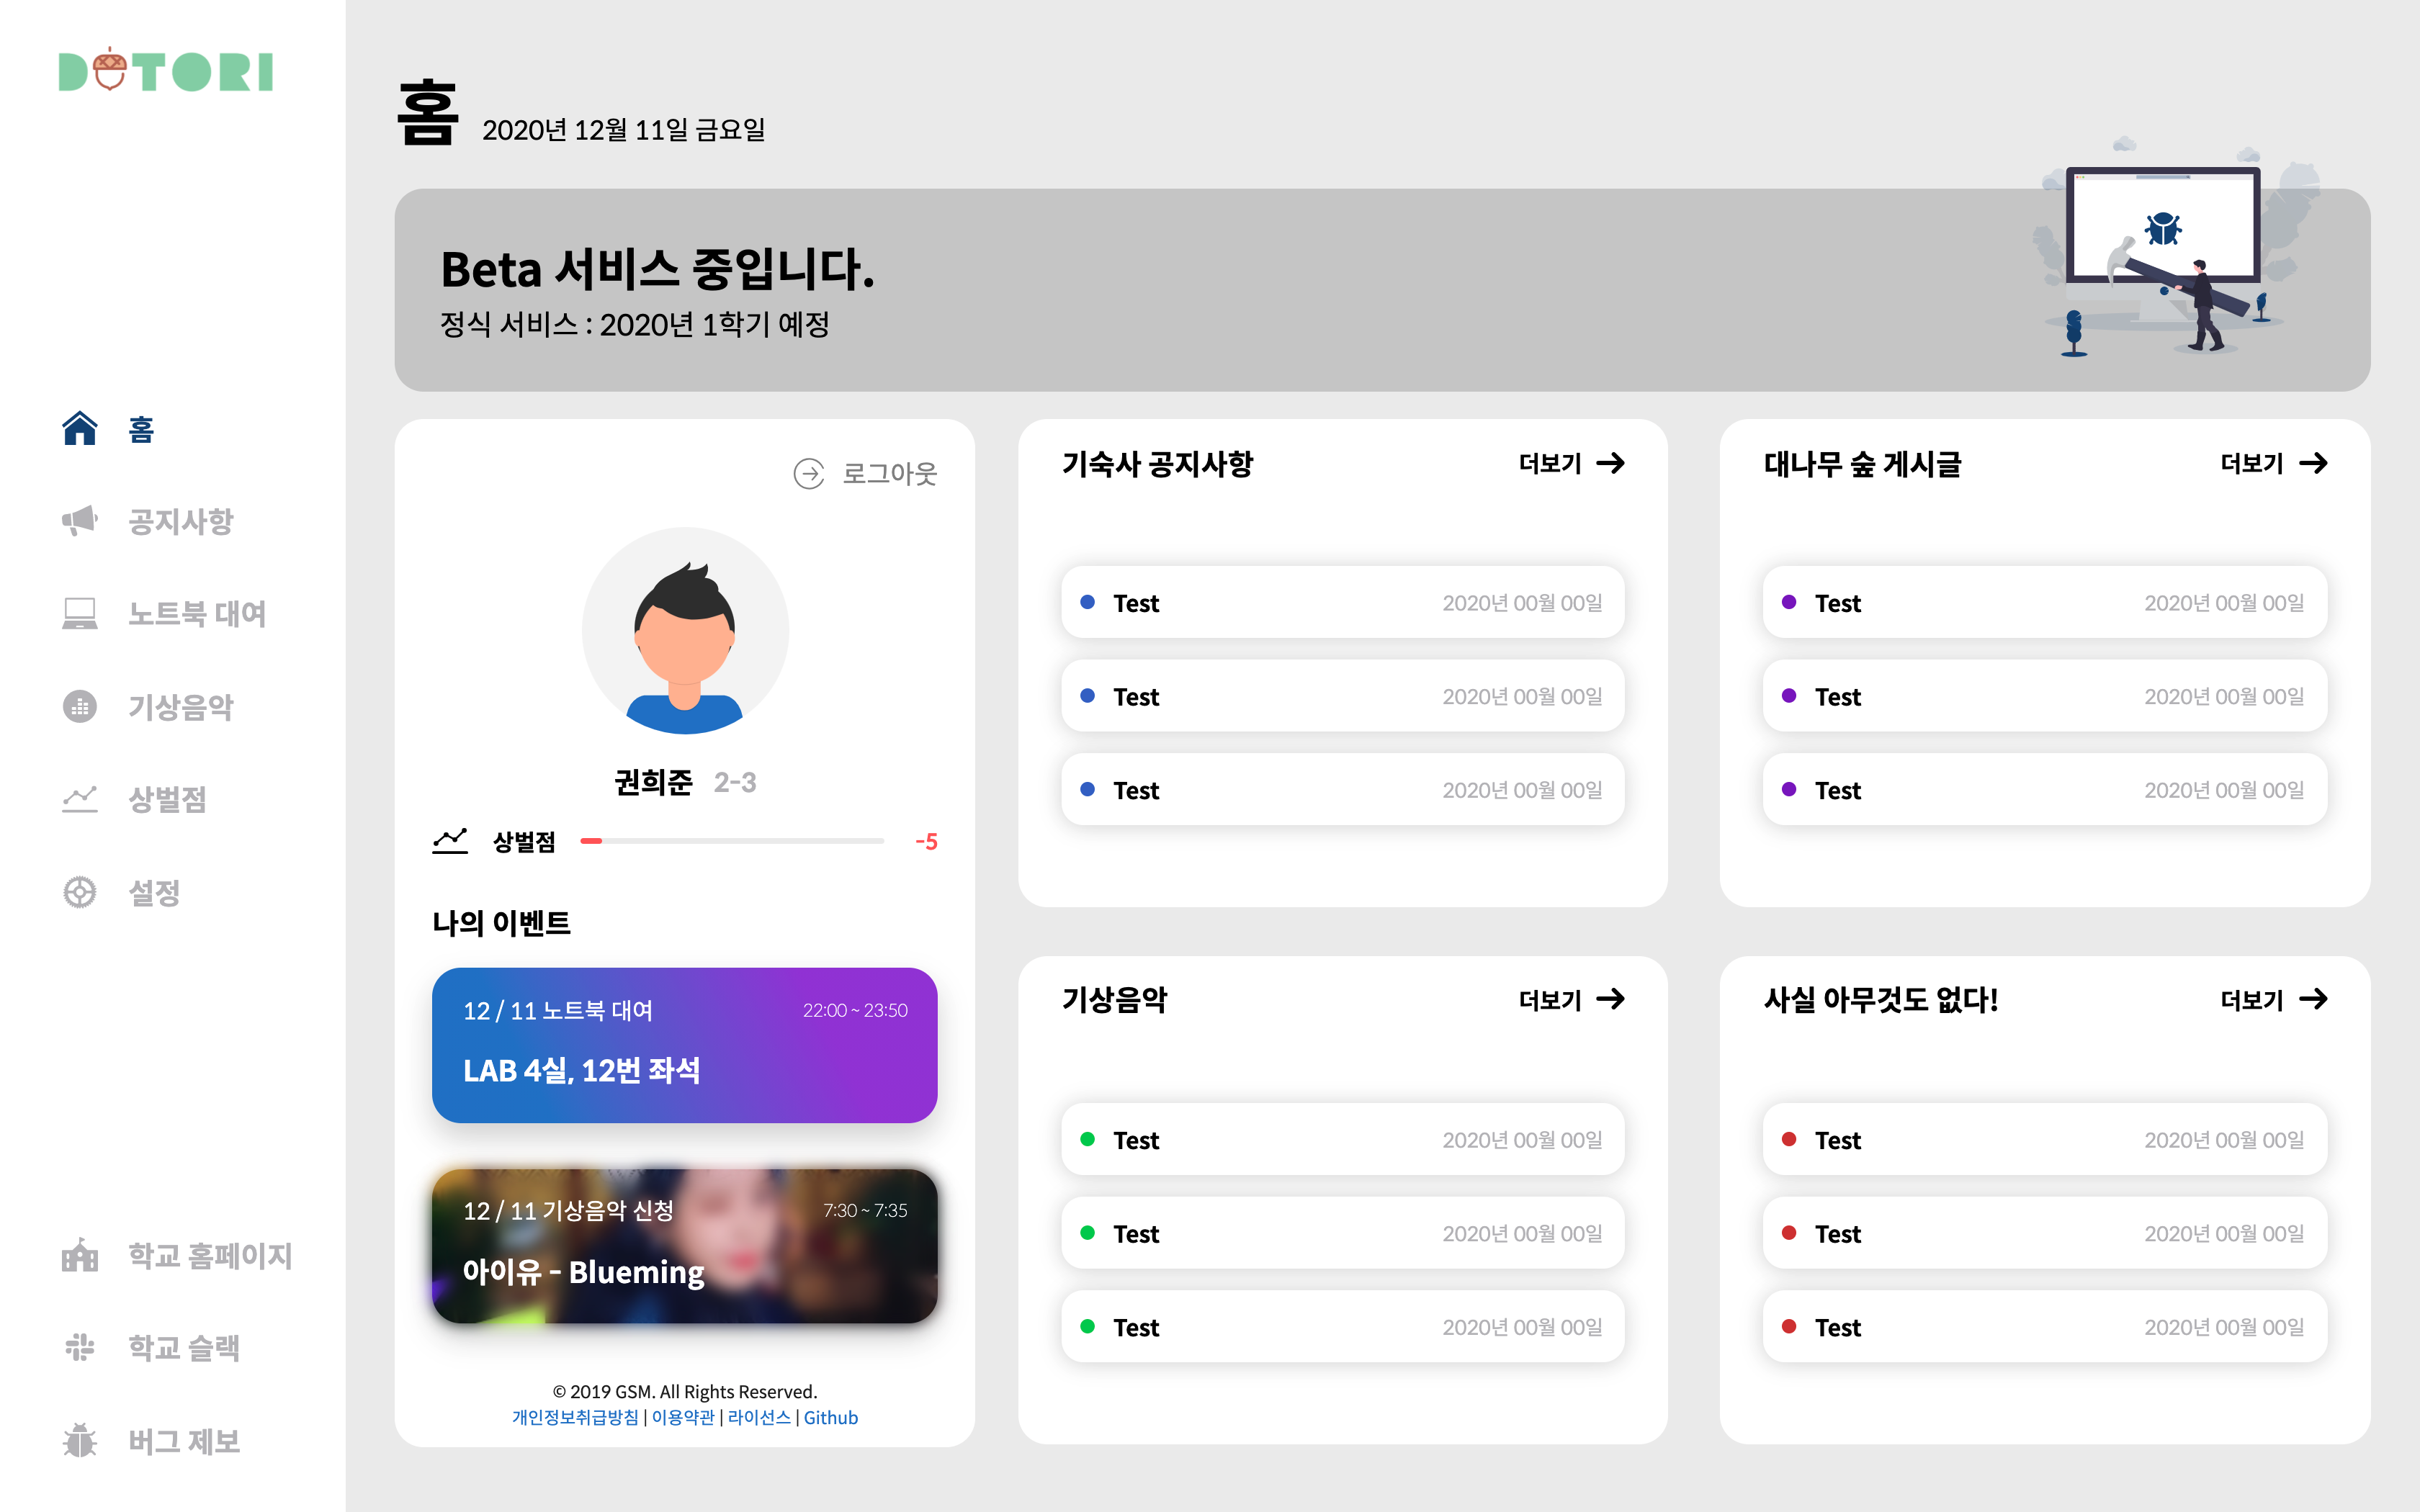 DOTORI
홈
공지사항
노트북 대여
기상음악
상벌점
설정
학교 홈페이지
학교 슬랙
버그 제보
홈 2020년 12월 11일 금요일
Beta 서비스 중입니다.
정식 서비스 : 2020년 1학기 예정
로그아웃
권희준 2-3
상벌점 -5
나의 이벤트
12 / 11 노트북 대여 22:00 ~ 23:50
LAB 4실, 12번 좌석
12 / 11 기상음악 신청 7:30 ~ 7:35
아이유 - Blueming
© 2019 GSM. All Rights Reserved.
개인정보취급방침 | 이용약관 | 라이선스 | Github
기숙사 공지사항 더보기
Test 2020년 00월 00일
Test 2020년 00월 00일
Test 2020년 00월 00일
대나무 숲 게시글 더보기
Test 2020년 00월 00일
Test 2020년 00월 00일
Test 2020년 00월 00일
기상음악 더보기
Test 2020년 00월 00일
Test 2020년 00월 00일
Test 2020년 00월 00일
사실 아무것도 없다! 더보기
Test 2020년 00월 00일
Test 2020년 00월 00일
Test 2020년 00월 00일